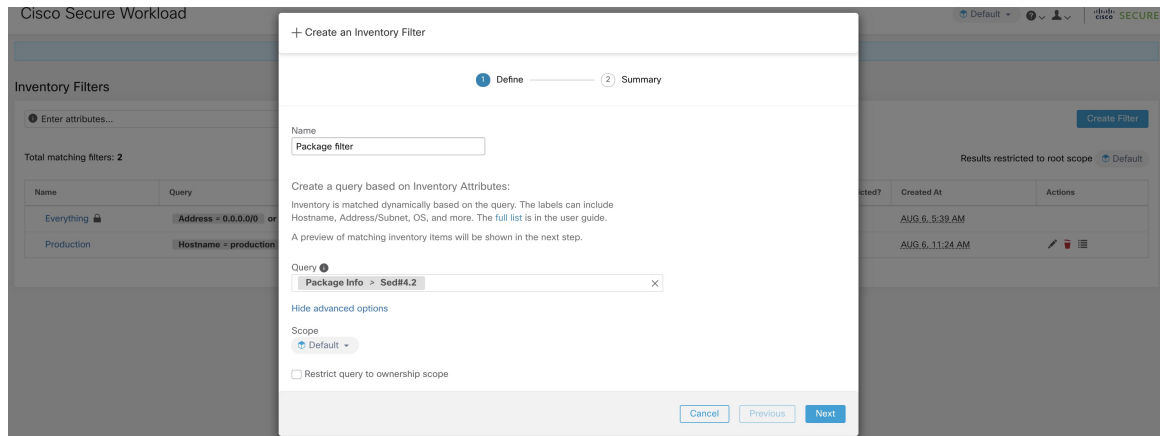 Cisco Secure Workload
Default
cisco SECURE
+ Create an Inventory Filter
1 Define 2 Summary
Inventory Filters
Enter attributes...
Create Filter
Total matching filters: 2
Results restricted to root scope Default
Name Query icted? Created At Actions
Everything Address = 0.0.0.0/0 or AUG 6, 5:39 AM
Production Hostname = production AUG 6, 11:24 AM
Name
Package filter
Create a query based on Inventory Attributes:
Inventory is matched dynamically based on the query. The labels can include
Hostname, Address/Subnet, OS, and more. The full list is in the user guide.
A preview of matching inventory items will be shown in the next step.
Query
Package Info > Sed#4.2
Hide advanced options
Scope
Default
Restrict query to ownership scope
Cancel Previous Next